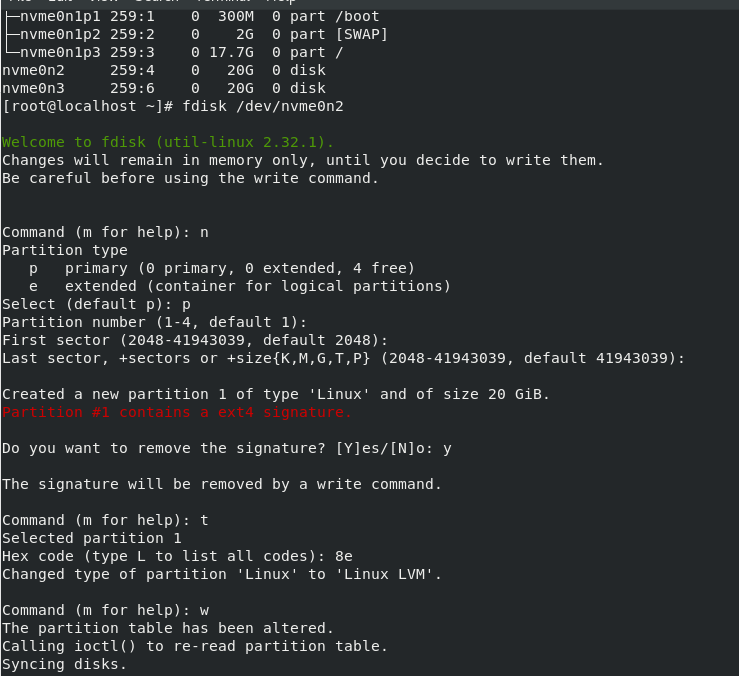 ├─nvme0n1p1 259:1    0  300M  0 part /boot
├─nvme0n1p2 259:2    0    2G  0 part [SWAP]
└─nvme0n1p3 259:3    0 17.7G  0 part /
nvme0n2     259:4    0   20G  0 disk
nvme0n3     259:6    0   20G  0 disk
[root@localhost ~]# fdisk /dev/nvme0n2
Welcome to fdisk (util-linux 2.32.1).
Changes will remain in memory only, until you decide to write them.
Be careful before using the write command.
Command (m for help): n
Partition type
   p   primary (0 primary, 0 extended, 4 free)
   e   extended (container for logical partitions)
Select (default p): p
Partition number (1-4, default 1):
First sector (2048-41943039, default 2048):
Last sector, +sectors or +size{K,M,G,T,P} (2048-41943039, default 41943039):
Created a new partition 1 of type 'Linux' and of size 20 GiB.
Partition #1 contains a ext4 signature.
Do you want to remove the signature? [Y]es/[N]o: y
The signature will be removed by a write command.
Command (m for help): t
Selected partition 1
Hex code (type L to list all codes): 8e
Changed type of partition 'Linux' to 'Linux LVM'.
Command (m for help): w
The partition table has been altered.
Calling ioctl() to re-read partition table.
Syncing disks.